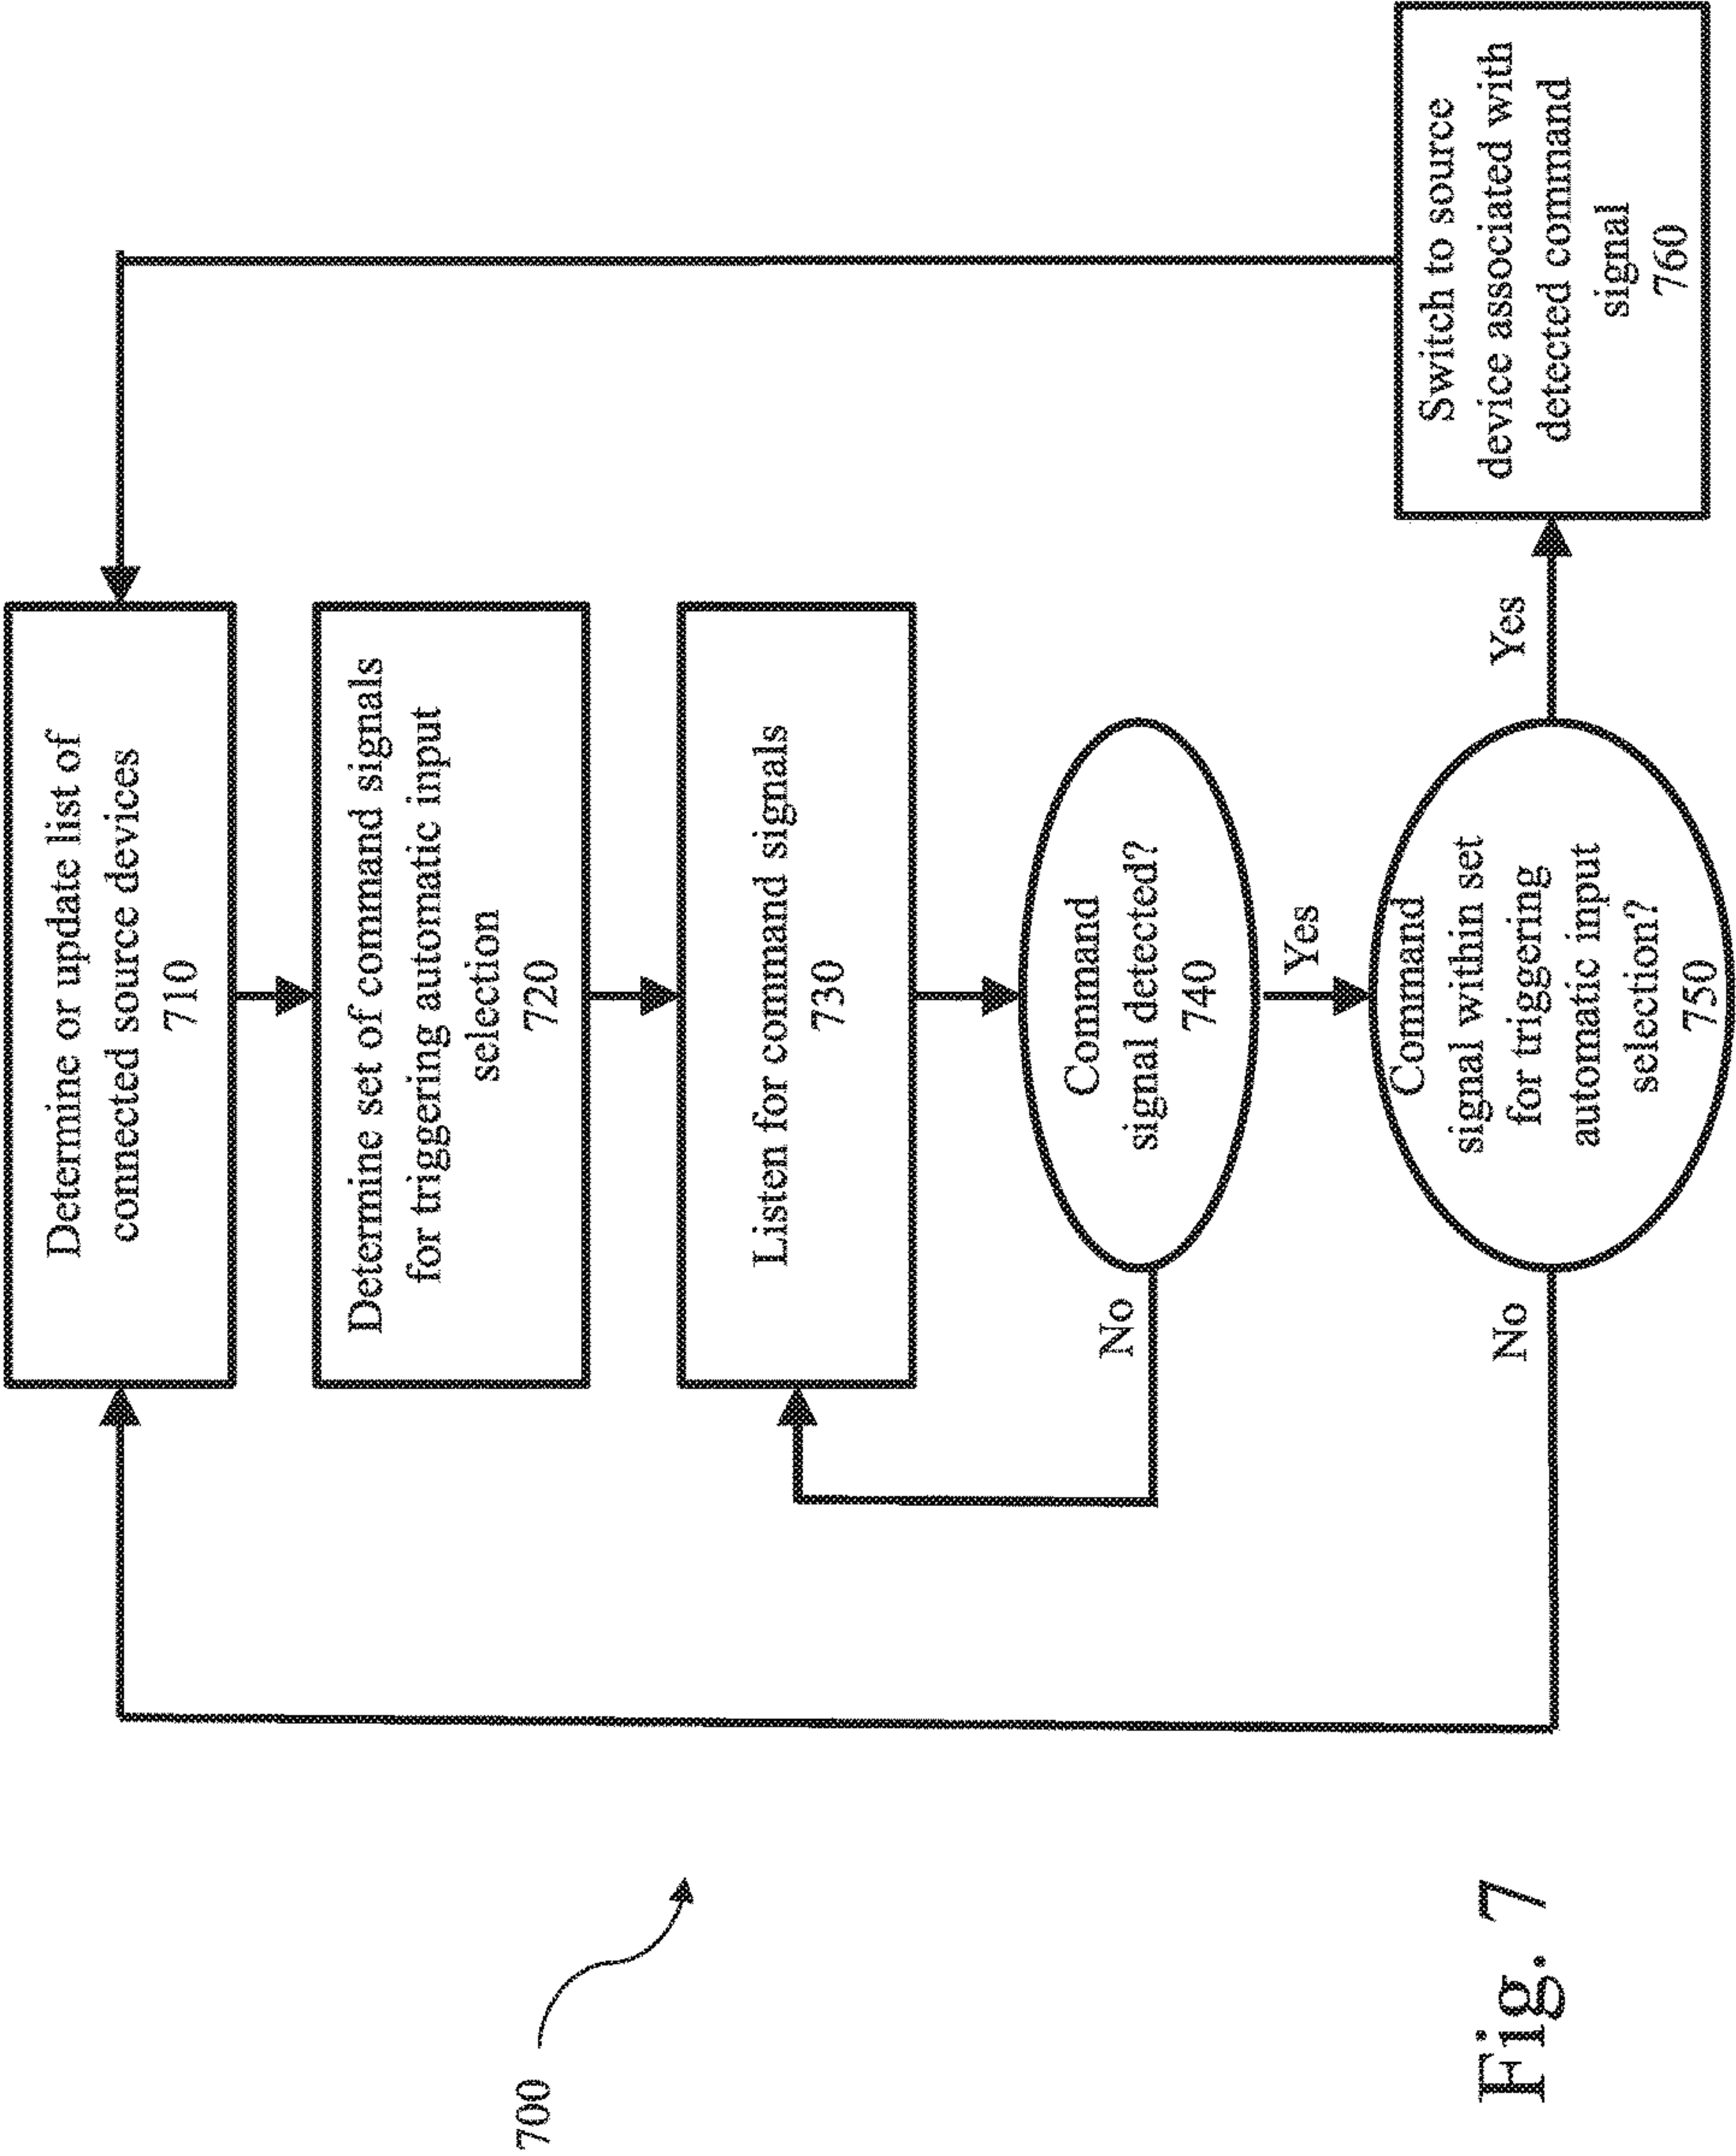 Determine or update list of
connected source devices
710
Determine set of command signals
for triggering automatic input
selection
720
Listen for command signals
730
Command
signal detected?
740
No
Yes
Command
signal within set
for triggering
automatic input
selection?
750
No
Yes
Switch to source
device associated with
detected command
signal
760
700
Fig. 7